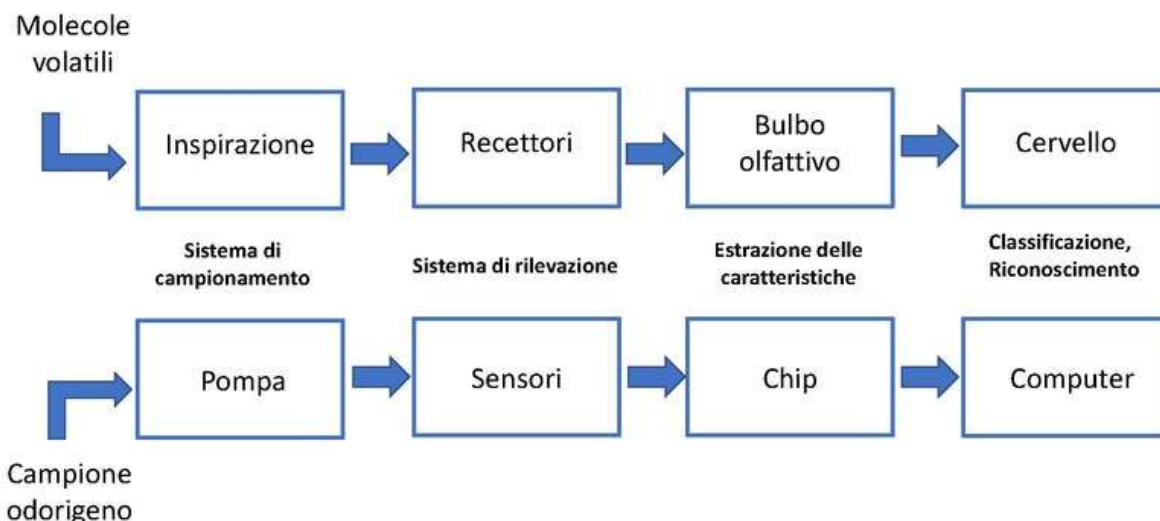 Molecole
volatili
Inspirazione
Recettori
Bulbo
olfattivo
Cervello
Sistema di
campionamento
Sistema di rilevazione
Estrazione delle
caratteristiche
Classificazione,
Riconoscimento
Pompa
Sensori
Chip
Computer
Campione
odorigeno